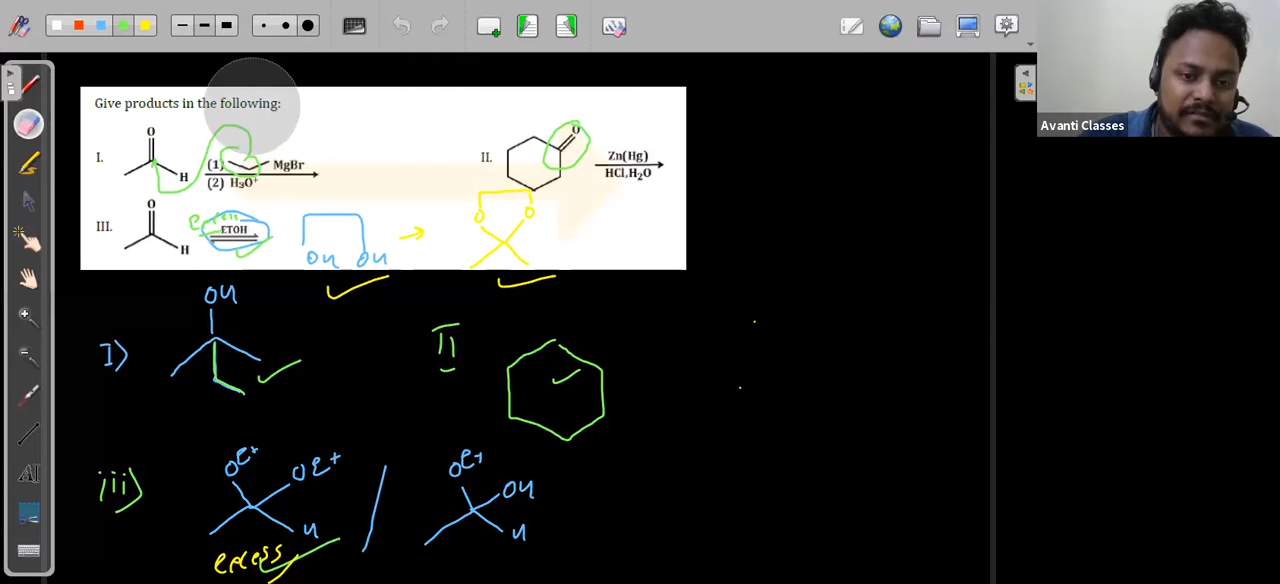 Avanti Classes
Give products in the following:
I. O H (1) MgBr
(2) H₃O⁺
II. O Zn(Hg)
HCl,H₂O
III. O H ETOH
OH OH → O O
I) OH
II
iii) OEt OEt H / OEt OH H
excess
AI